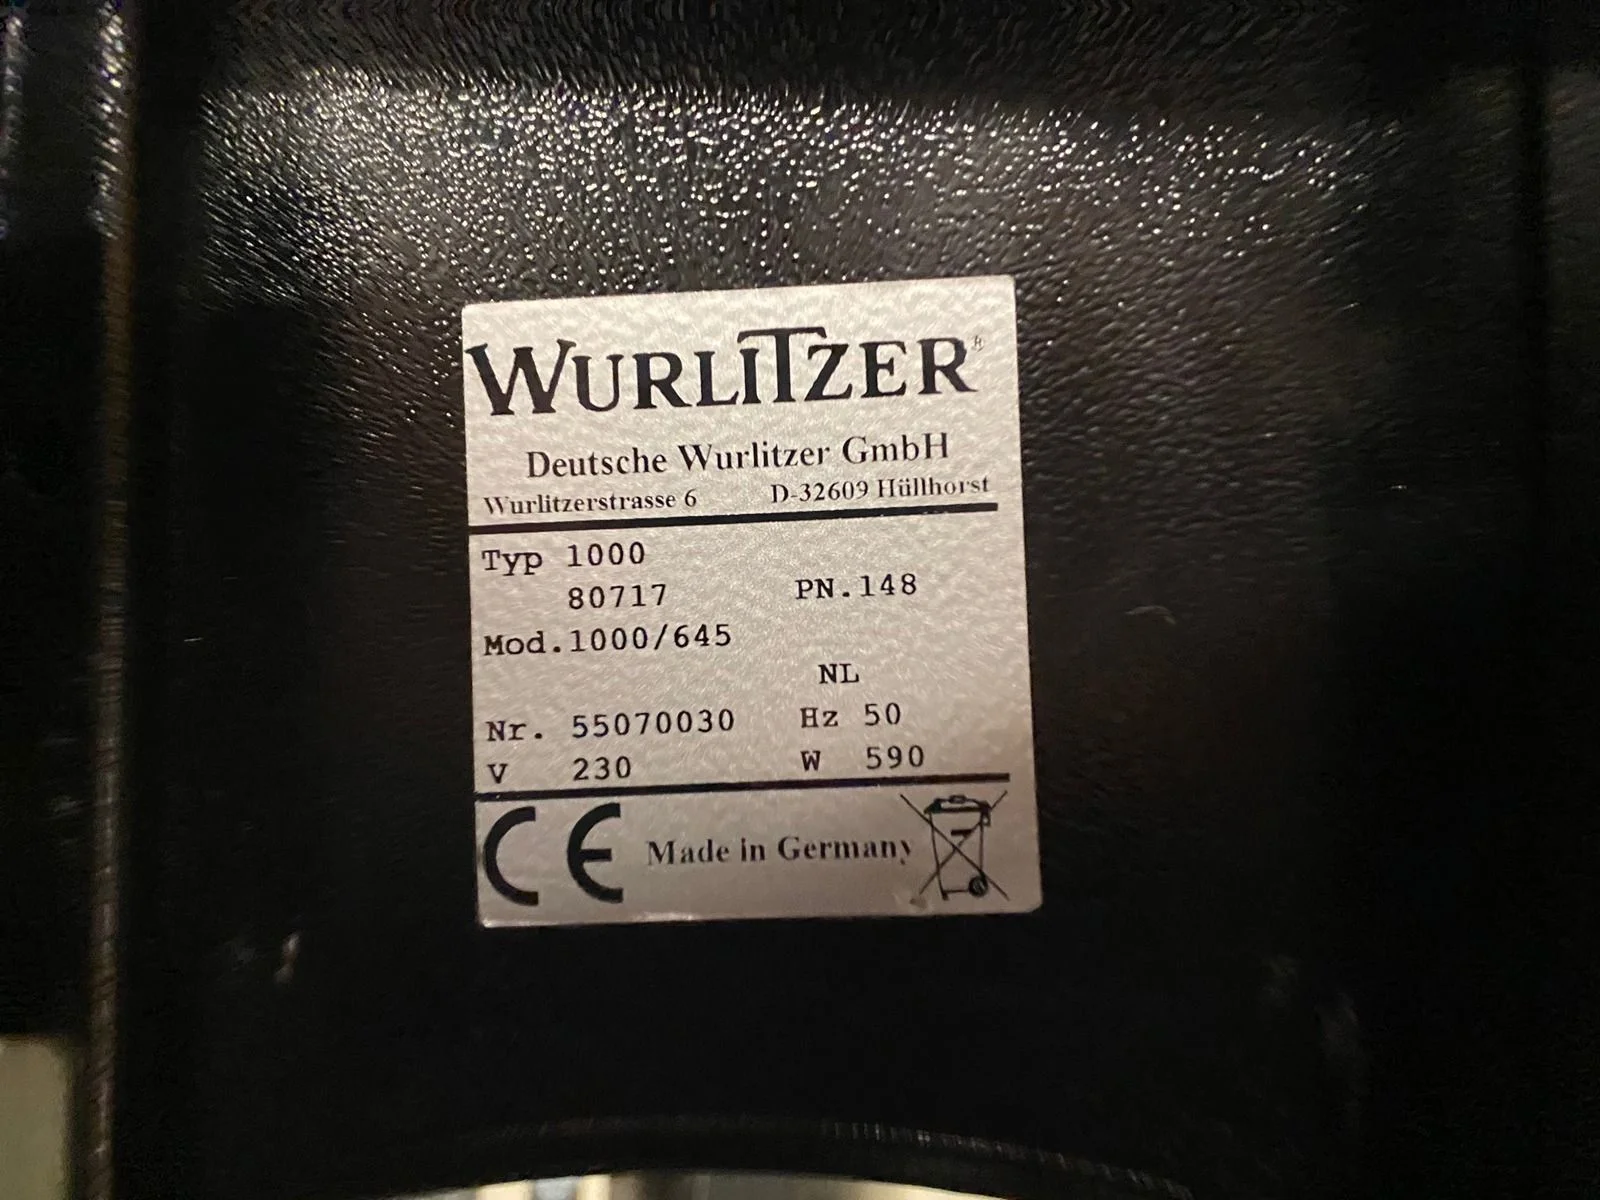 WURLITZER®
Deutsche Wurlitzer GmbH
Wurlitzerstrasse 6 D-32609 Hüllhorst
Typ 1000
80717 PN.148
Mod.1000/645
NL
Nr. 55070030 Hz 50
V 230 W 590
CE Made in Germany